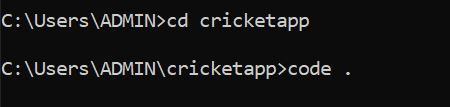 C:\Users\ADMIN>cd cricketapp
C:\Users\ADMIN\cricketapp>code .